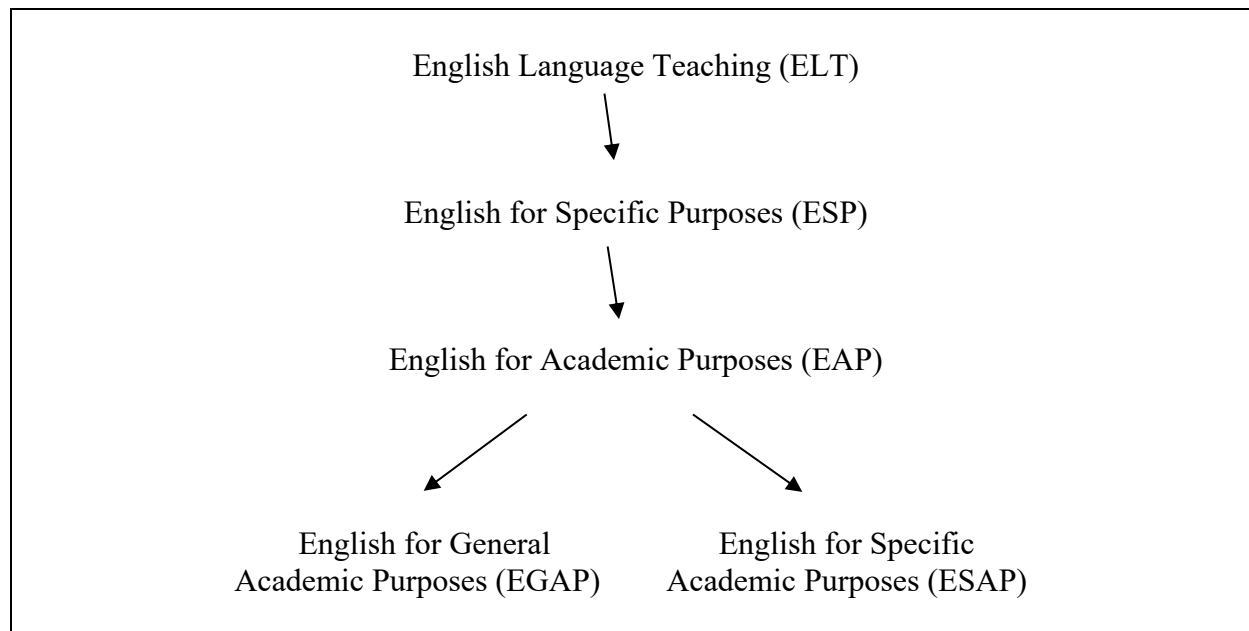 English Language Teaching (ELT)
English for Specific Purposes (ESP)
English for Academic Purposes (EAP)
English for General
Academic Purposes (EGAP)
English for Specific
Academic Purposes (ESAP)